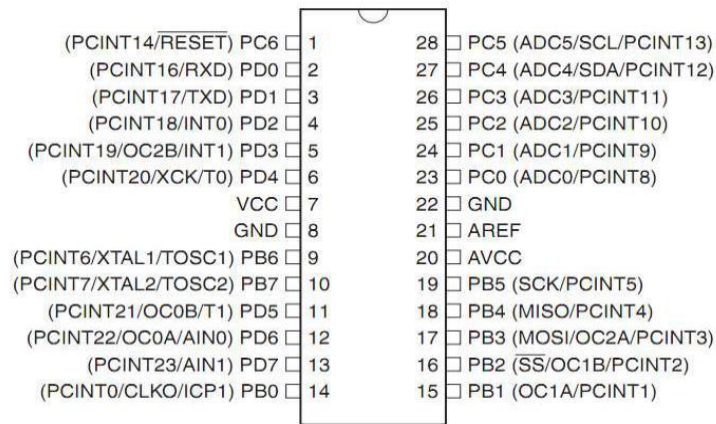 (PCINT14/RESET) PC6 1 28 PC5 (ADC5/SCL/PCINT13)
(PCINT16/RXD) PD0 2 27 PC4 (ADC4/SDA/PCINT12)
(PCINT17/TXD) PD1 3 26 PC3 (ADC3/PCINT11)
(PCINT18/INT0) PD2 4 25 PC2 (ADC2/PCINT10)
(PCINT19/OC2B/INT1) PD3 5 24 PC1 (ADC1/PCINT9)
(PCINT20/XCK/T0) PD4 6 23 PC0 (ADC0/PCINT8)
VCC 7 22 GND
GND 8 21 AREF
(PCINT6/XTAL1/TOSC1) PB6 9 20 AVCC
(PCINT7/XTAL2/TOSC2) PB7 10 19 PB5 (SCK/PCINT5)
(PCINT21/OC0B/T1) PD5 11 18 PB4 (MISO/PCINT4)
(PCINT22/OC0A/AIN0) PD6 12 17 PB3 (MOSI/OC2A/PCINT3)
(PCINT23/AIN1) PD7 13 16 PB2 (SS/OC1B/PCINT2)
(PCINT0/CLKO/ICP1) PB0 14 15 PB1 (OC1A/PCINT1)